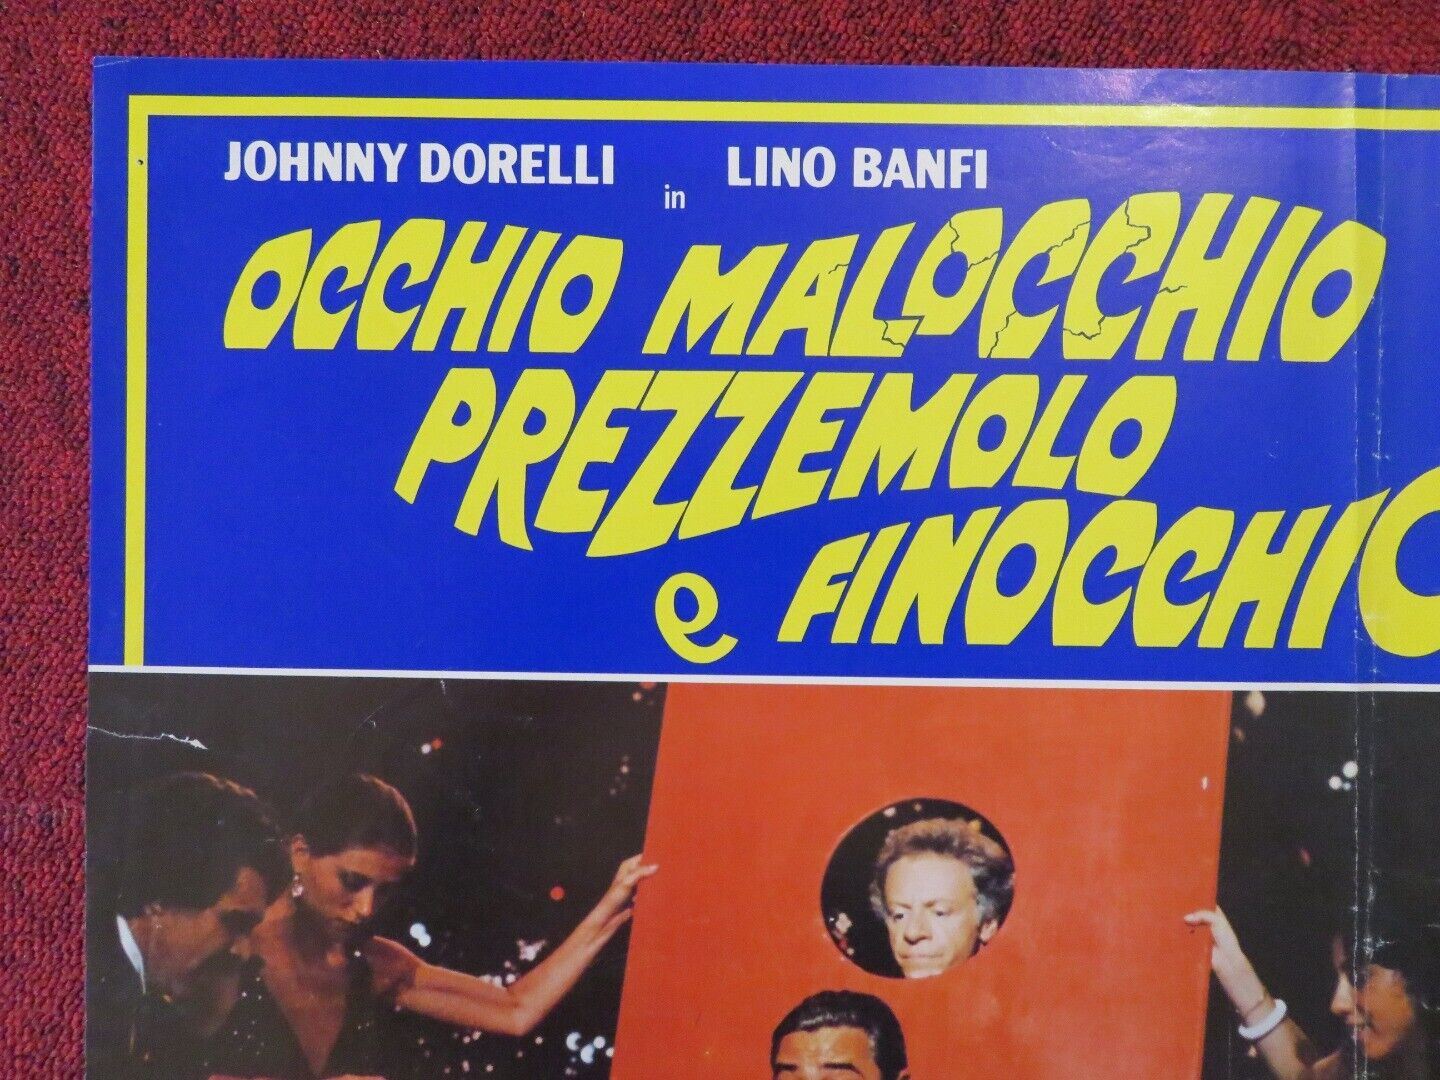 JOHNNY DORELLI in LINO BANFI
OCCHIO MALOCCHIO
PREZZEMOLO
e FINOCCHIO